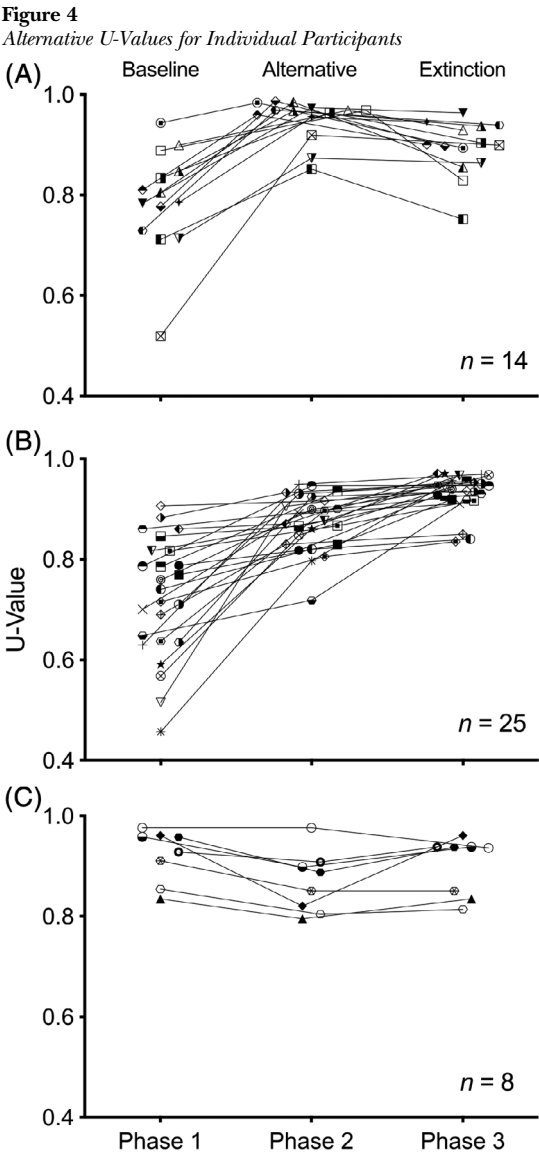 Figure 4
Alternative U-Values for Individual Participants
(A)
Baseline Alternative Extinction
1.0
0.8
0.6
0.4
n = 14
(B)
1.0
0.8
0.6
0.4
U-Value
n = 25
(C)
1.0
0.8
0.6
0.4
n = 8
Phase 1 Phase 2 Phase 3